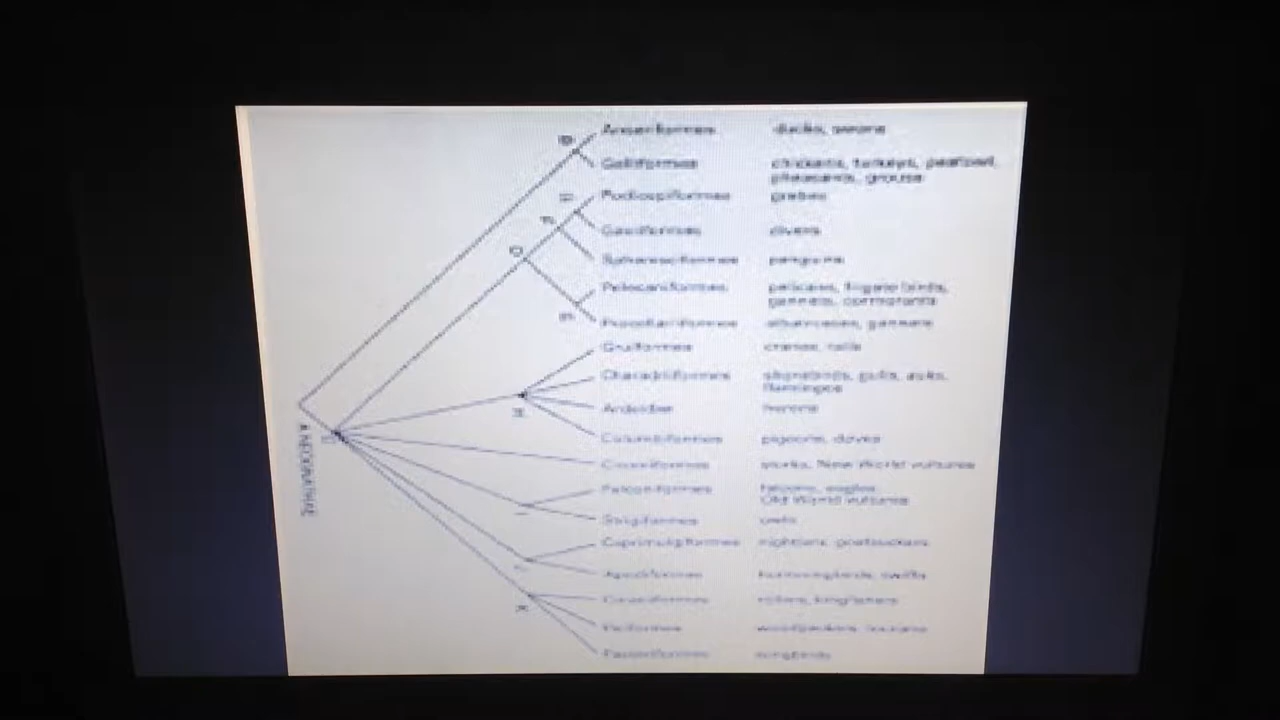 Anseriformes ducks, swans
Galliformes chickens, turkeys, peafowl,
pheasants, grouse
Podicipiformes grebes
Gaviiformes divers
Sphenisciformes penguins
Pelecaniformes pelicans, frigate birds,
gannets, cormorants
Procellariiformes albatrosses,
Gruiformes cranes, rails
Charadriiformes shorebirds, gulls, auks,
flamingos
Ardeidae herons
Columbiformes pigeons, doves
Ciconiiformes storks, New World vultures
Falconiformes falcons, eagles
Old World vultures
Strigiformes owls
Caprimulgiformes nightjars, goatsuckers
Apodiformes hummingbirds, swifts
Coraciiformes rollers, kingfishers
Piciformes woodpeckers, toucans
Passeriformes songbirds
NEOGNATHAE